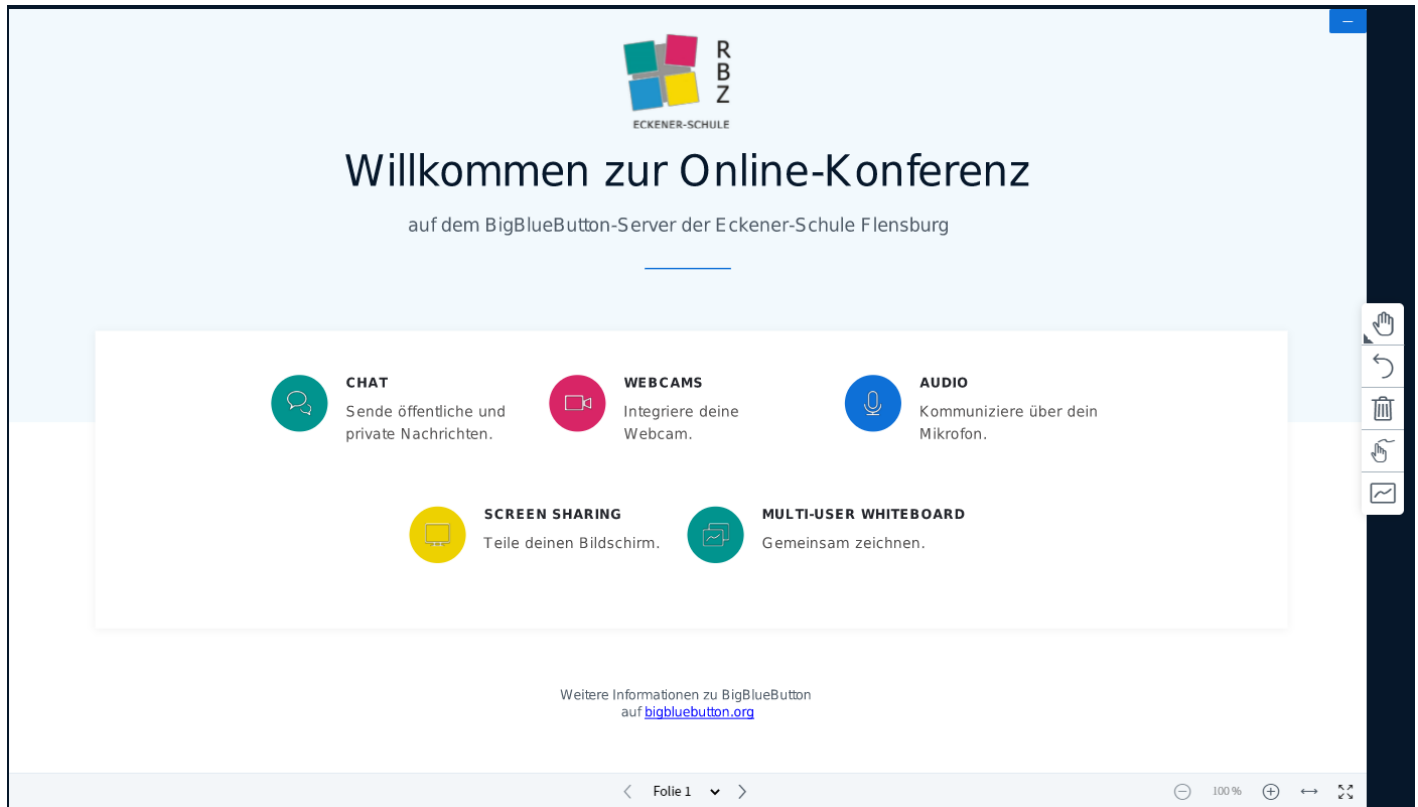 R
B
Z
ECKENER-SCHULE
Willkommen zur Online-Konferenz
auf dem BigBlueButton-Server der Eckener-Schule Flensburg
CHAT
Sende öffentliche und
private Nachrichten.
WEBCAMS
Integriere deine
Webcam.
AUDIO
Kommuniziere über dein
Mikrofon.
SCREEN SHARING
Teile deinen Bildschirm.
MULTI-USER WHITEBOARD
Gemeinsam zeichnen.
Weitere Informationen zu BigBlueButton
auf bigbluebutton.org
Folie 1
100 %